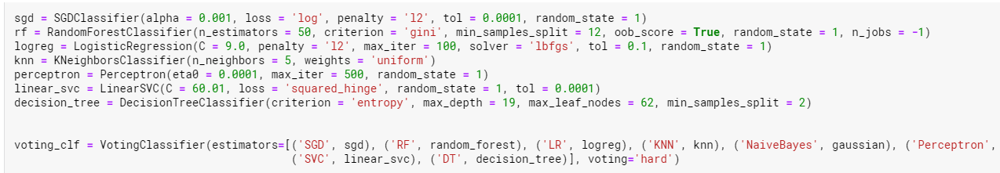 sgd = SGDClassifier(alpha = 0.001, loss = 'log', penalty = 'l2', tol = 0.0001, random_state = 1)
rf = RandomForestClassifier(n_estimators = 50, criterion = 'gini', min_samples_split = 12, oob_score = True, random_state = 1, n_jobs = -1)
logreg = LogisticRegression(C = 9.0, penalty = 'l2', max_iter = 100, solver = 'lbfgs', tol = 0.1, random_state = 1)
knn = KNeighborsClassifier(n_neighbors = 5, weights = 'uniform')
perceptron = Perceptron(eta0 = 0.0001, max_iter = 500, random_state = 1)
linear_svc = LinearSVC(C = 60.01, loss = 'squared_hinge', random_state = 1, tol = 0.0001)
decision_tree = DecisionTreeClassifier(criterion = 'entropy', max_depth = 19, max_leaf_nodes = 62, min_samples_split = 2)
voting_clf = VotingClassifier(estimators=[('SGD', sgd), ('RF', random_forest), ('LR', logreg), ('KNN', knn), ('NaiveBayes', gaussian), ('Perceptron',
('SVC', linear_svc), ('DT', decision_tree)], voting='hard')